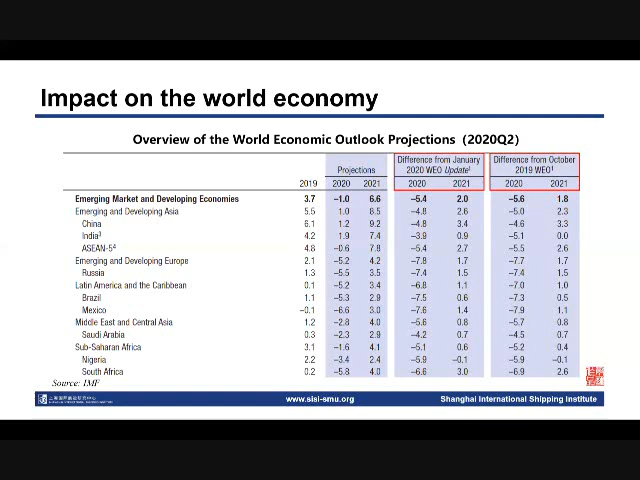 Impact on the world economy
Overview of the World Economic Outlook Projections (2020Q2)
Projections Difference from January 2020 WEO Update¹ Difference from October 2019 WEO¹
2019 2020 2021 2020 2021 2020 2021
Emerging Market and Developing Economies 3.7 −1.0 6.6 −5.4 2.0 −5.6 1.8
Emerging and Developing Asia 5.5 1.0 8.5 −4.8 2.6 −5.0 2.3
China 6.1 1.2 9.2 −4.8 3.4 −4.6 3.3
India³ 4.2 1.9 7.4 −3.9 0.9 −5.1 0.0
ASEAN-5⁴ 4.8 −0.6 7.8 −5.4 2.7 −5.5 2.6
Emerging and Developing Europe 2.1 −5.2 4.2 −7.8 1.7 −7.7 1.7
Russia 1.3 −5.5 3.5 −7.4 1.5 −7.4 1.5
Latin America and the Caribbean 0.1 −5.2 3.4 −6.8 1.1 −7.0 1.0
Brazil 1.1 −5.3 2.9 −7.5 0.6 −7.3 0.5
Mexico −0.1 −6.6 3.0 −7.6 1.4 −7.9 1.1
Middle East and Central Asia 1.2 −2.8 4.0 −5.6 0.8 −5.7 0.8
Saudi Arabia 0.3 −2.3 2.9 −4.2 0.7 −4.5 0.7
Sub-Saharan Africa 3.1 −1.6 4.1 −5.1 0.6 −5.2 0.4
Nigeria 2.2 −3.4 2.4 −5.9 −0.1 −5.9 −0.1
South Africa 0.2 −5.8 4.0 −6.6 3.0 −6.9 2.6
Source: IMF
上海国际航运研究中心
www.sisi-smu.org
Shanghai International Shipping Institute